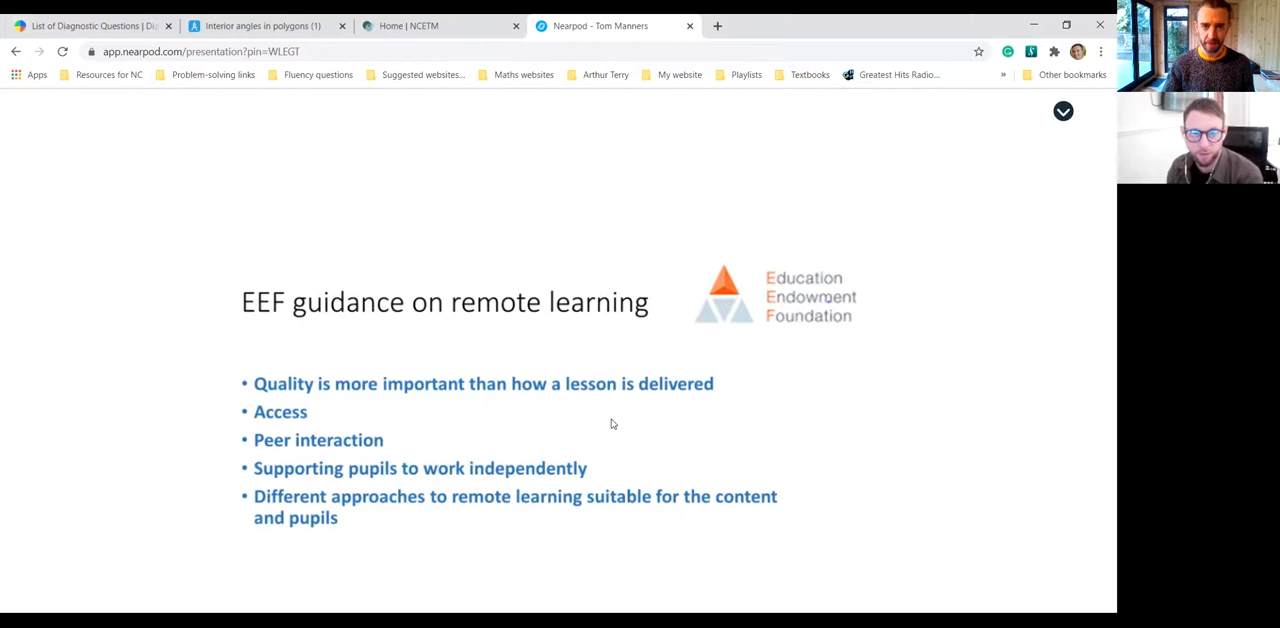 List of Diagnostic Questions | Di
Interior angles in polygons (1)
Home | NCETM
Nearpod - Tom Manners
app.nearpod.com/presentation?pin=WLEGT
Apps
Resources for NC
Problem-solving links
Fluency questions
Suggested websites...
Maths websites
Arthur Terry
My website
Playlists
Textbooks
Greatest Hits Radio...
»
Other bookmarks
EEF guidance on remote learning
Education
Endowment
Foundation
• Quality is more important than how a lesson is delivered
• Access
• Peer interaction
• Supporting pupils to work independently
• Different approaches to remote learning suitable for the content
and pupils